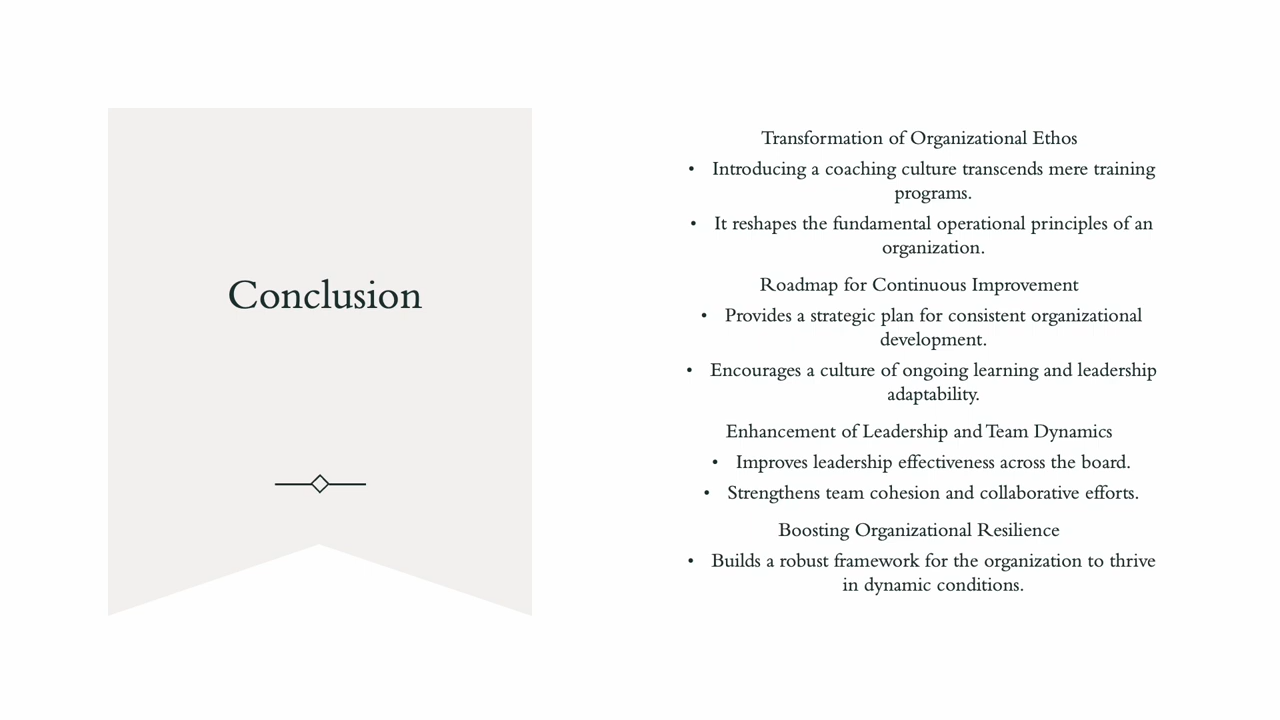 Conclusion
Transformation of Organizational Ethos
• Introducing a coaching culture transcends mere training
programs.
• It reshapes the fundamental operational principles of an
organization.
Roadmap for Continuous Improvement
• Provides a strategic plan for consistent organizational
development.
• Encourages a culture of ongoing learning and leadership
adaptability.
Enhancement of Leadership and Team Dynamics
• Improves leadership effectiveness across the board.
• Strengthens team cohesion and collaborative efforts.
Boosting Organizational Resilience
• Builds a robust framework for the organization to thrive
in dynamic conditions.